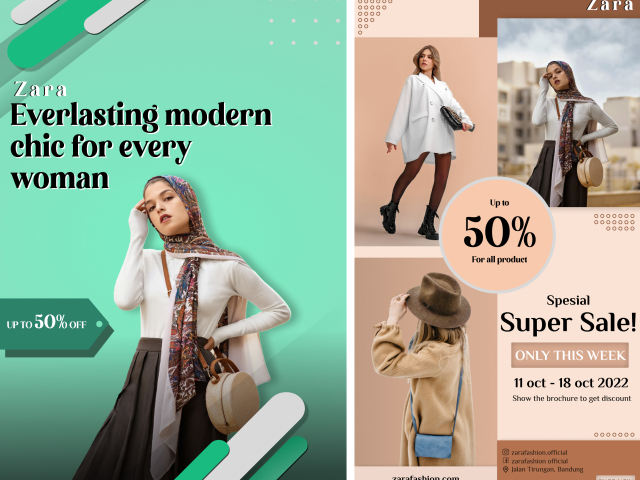 Zara
Everlasting modern
chic for every
woman
UP TO 50% OFF
Zara
Up to
50%
For all product
Spesial
Super Sale!
ONLY THIS WEEK
11 oct - 18 oct 2022
Show the brochure to get discount
zarafashion.official
zarafashion official
Jalan Tirungan, Bandung
zarafashion.com